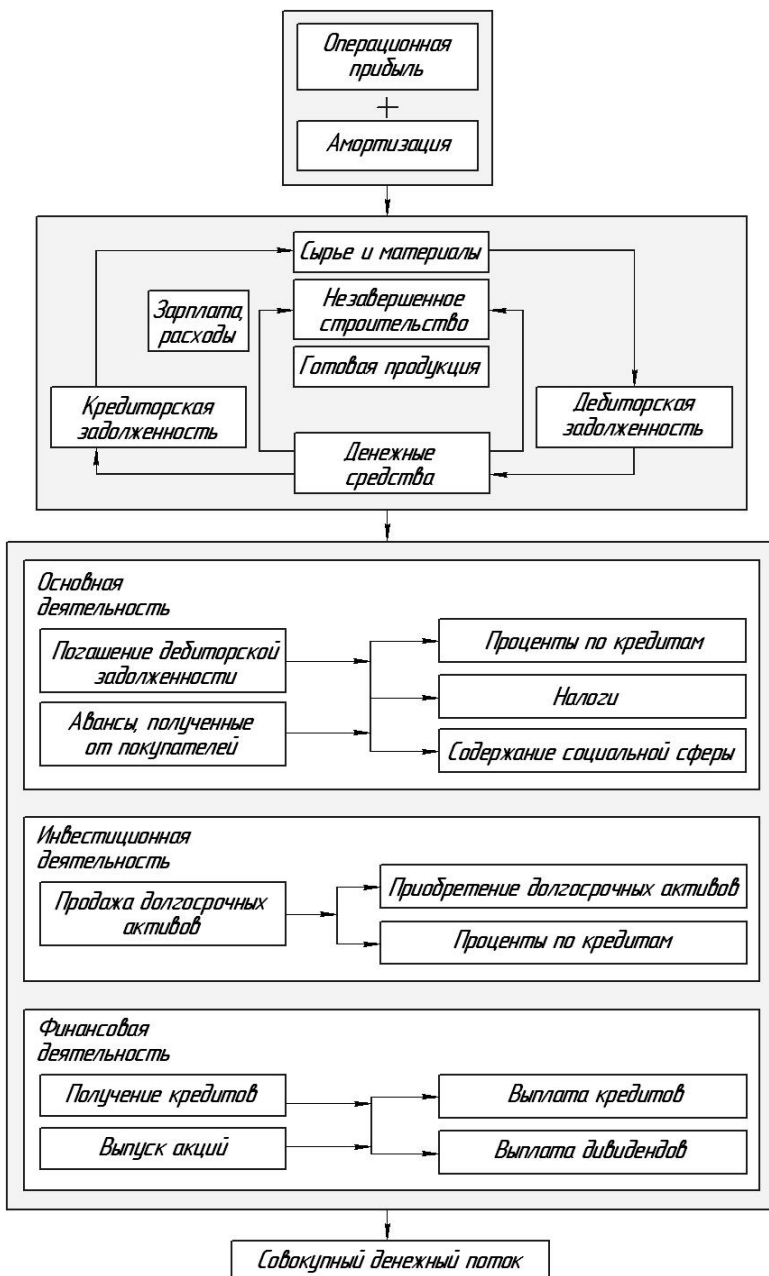 Операционная
прибыль
+
Амортизация
Сырье и материалы
Зарплата,
расходы
Незавершенное
строительство
Готовая продукция
Кредиторская
задолженность
Дебиторская
задолженность
Денежные
средства
Основная
деятельность
Погашение дебиторской
задолженности
Проценты по кредитам
Авансы, полученные
от покупателей
Налоги
Содержание социальной сферы
Инвестиционная
деятельность
Продажа долгосрочных
активов
Приобретение долгосрочных активов
Проценты по кредитам
Финансовая
деятельность
Получение кредитов
Выплата кредитов
Выпуск акций
Выплата дивидендов
Совокупный денежный поток